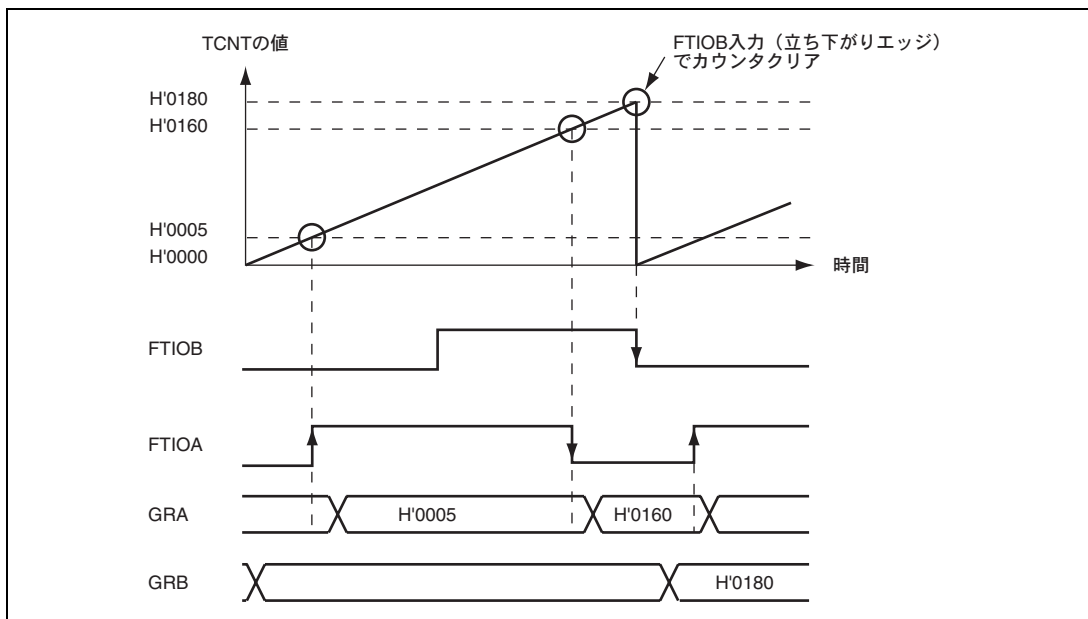 TCNTの値
FTIOB入力（立ち下がりエッジ）
でカウンタクリア
H'0180
H'0160
H'0005
H'0000
時間
FTIOB
FTIOA
GRA
H'0005
H'0160
GRB
H'0180